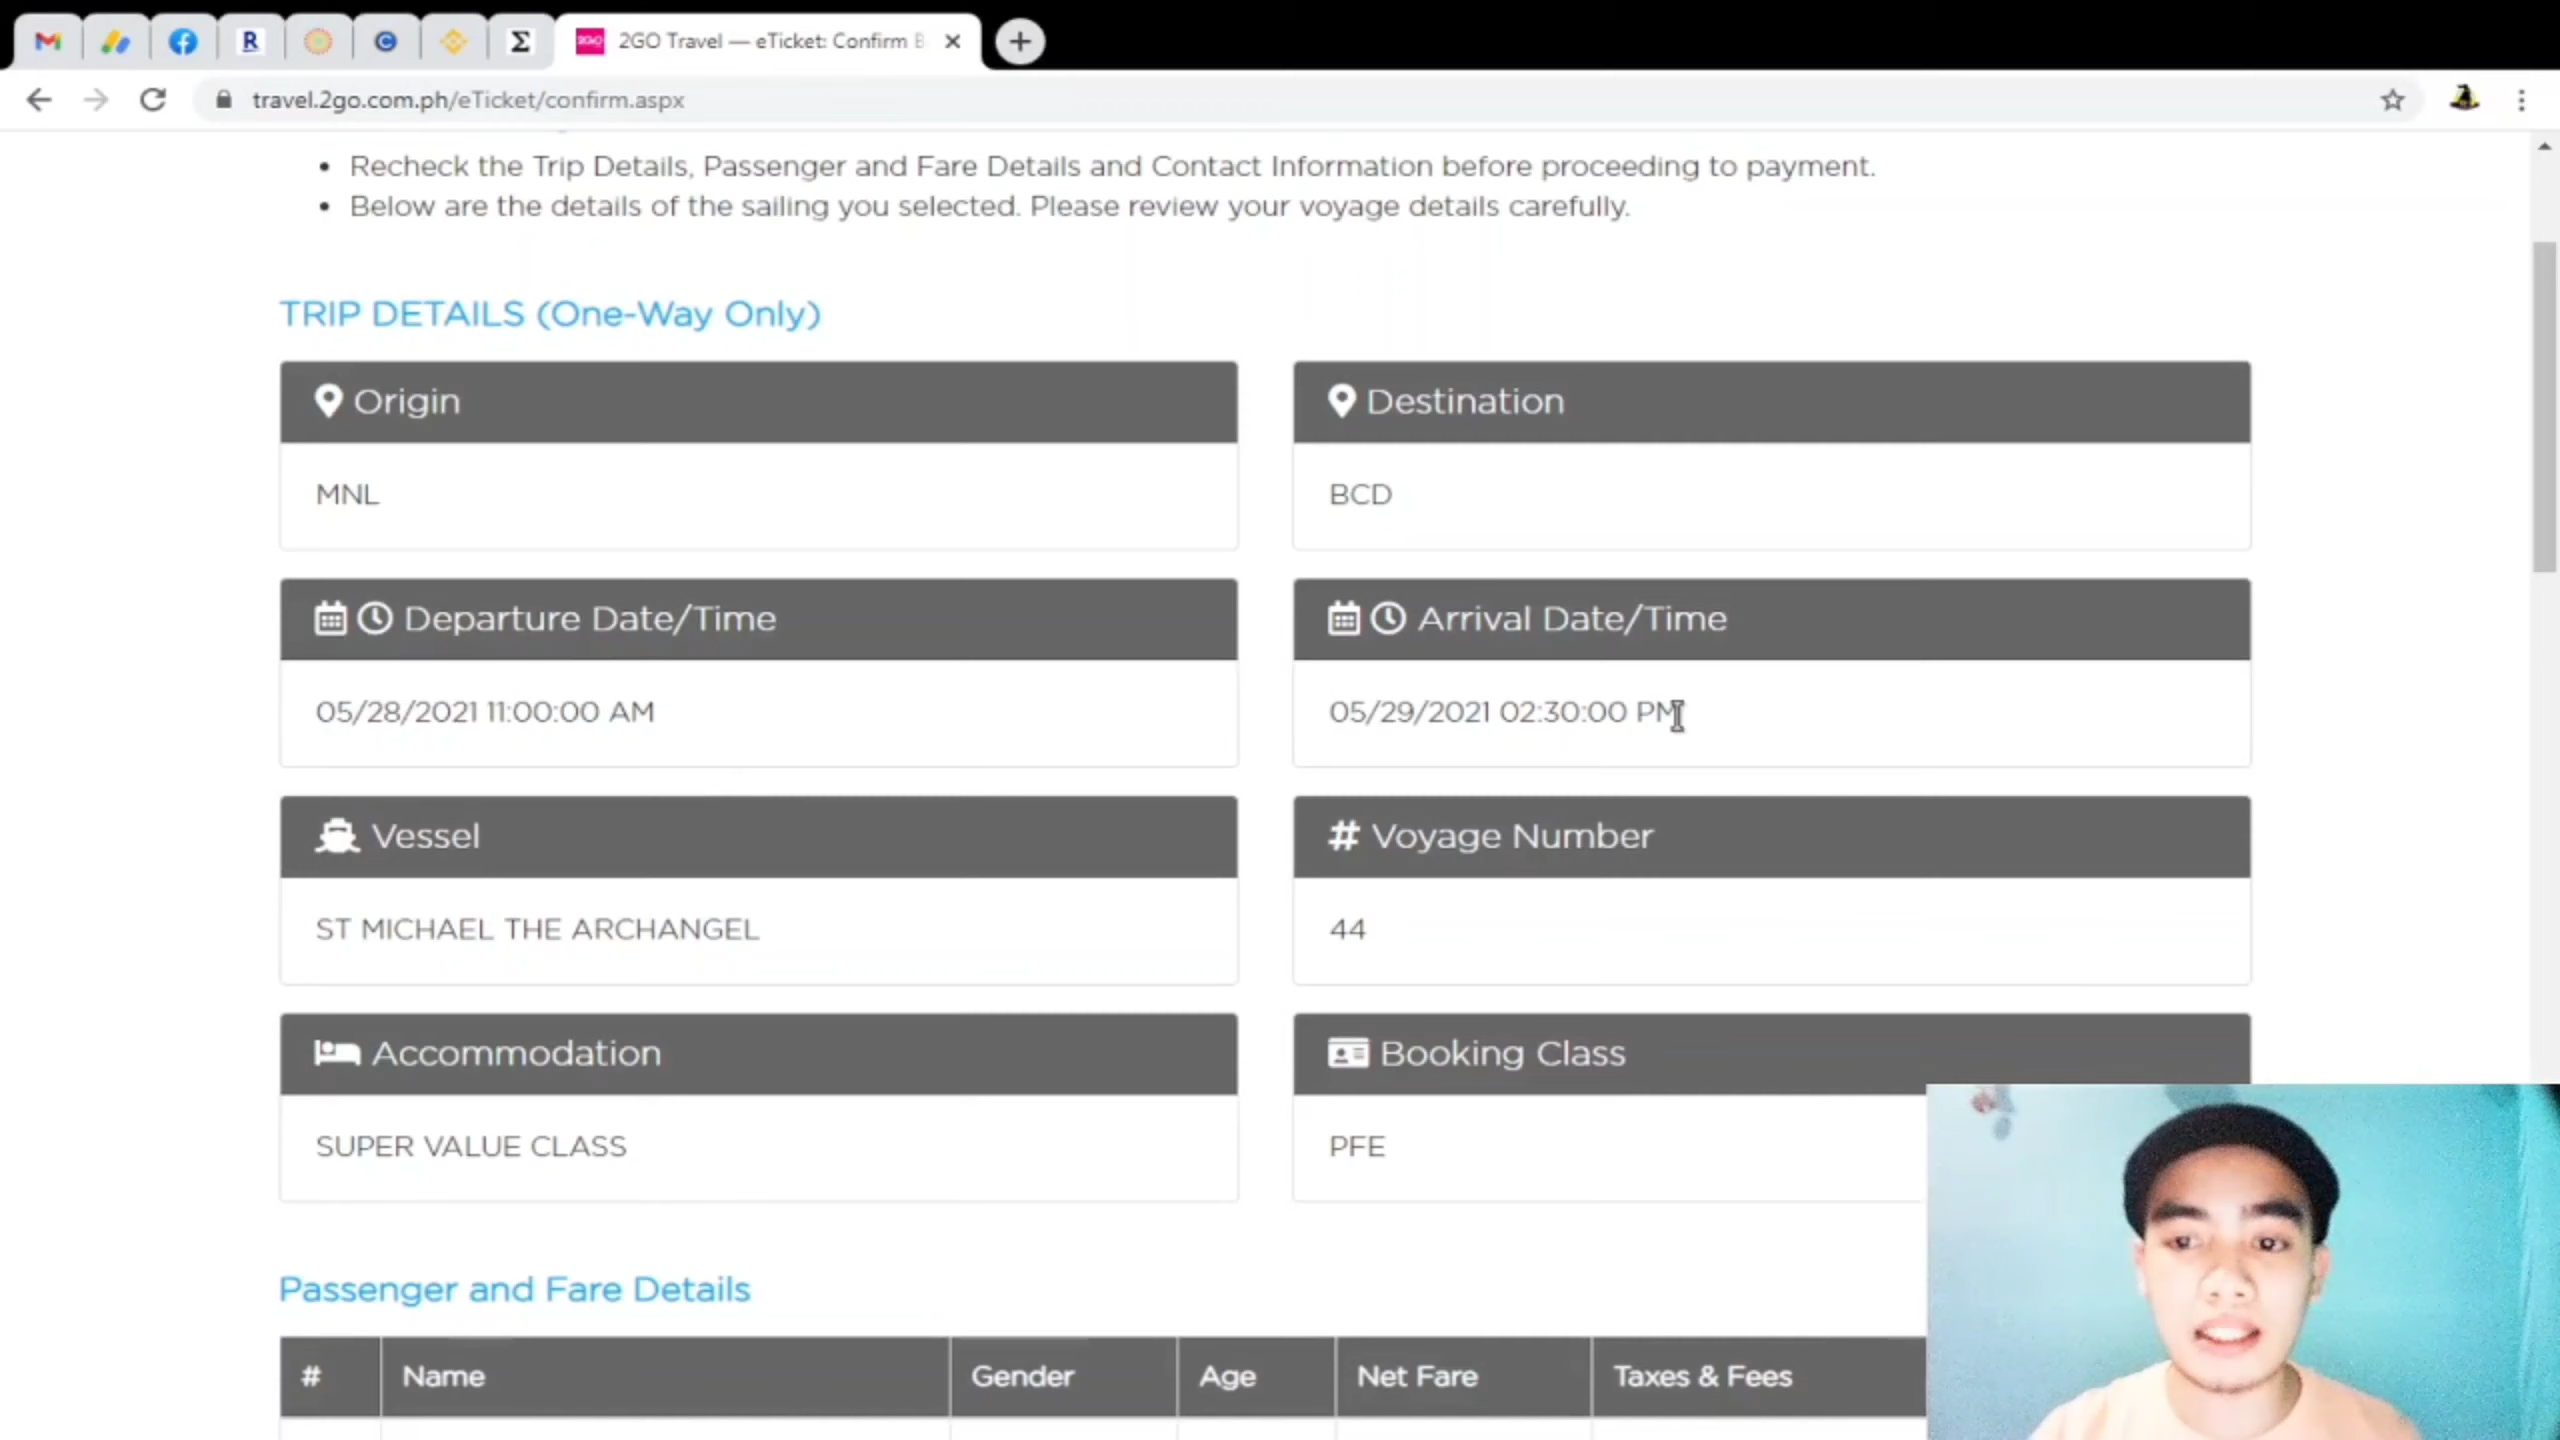 2GO Travel — eTicket: Confirm B
travel.2go.com.ph/eTicket/confirm.aspx
• Recheck the Trip Details, Passenger and Fare Details and Contact Information before proceeding to payment.
• Below are the details of the sailing you selected. Please review your voyage details carefully.
TRIP DETAILS (One-Way Only)
Origin
Destination
MNL
BCD
Departure Date/Time
Arrival Date/Time
05/28/2021 11:00:00 AM
05/29/2021 02:30:00 PM
Vessel
# Voyage Number
ST MICHAEL THE ARCHANGEL
44
Accommodation
Booking Class
SUPER VALUE CLASS
PFE
Passenger and Fare Details
# Name Gender Age Net Fare Taxes & Fees